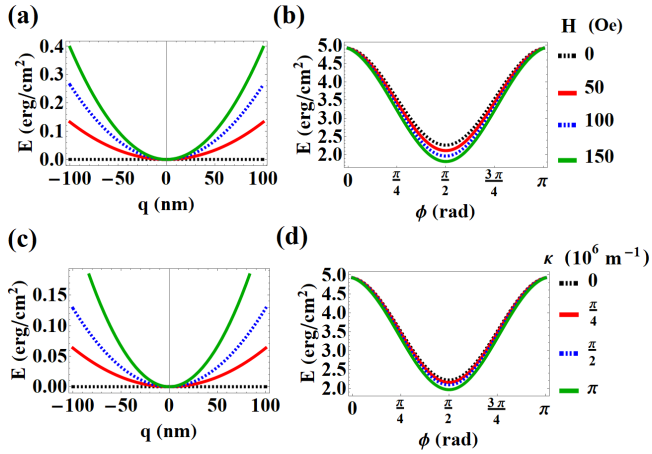 (a)
0.4
0.3
0.2
0.1
0.0
E (erg/cm²)
−100 −50 0 50 100
q (nm)
(b)
5.0
4.5
4.0
3.5
3.0
2.5
2.0
E (erg/cm²)
0 π/4 π/2 3π/4 π
ϕ (rad)
H (Oe)
0
50
100
150
(c)
0.15
0.10
0.05
0.00
E (erg/cm²)
−100 −50 0 50 100
q (nm)
(d)
5.0
4.5
4.0
3.5
3.0
2.5
2.0
E (erg/cm²)
0 π/4 π/2 3π/4 π
ϕ (rad)
κ (10⁶ m⁻¹)
0
π/4
π/2
π